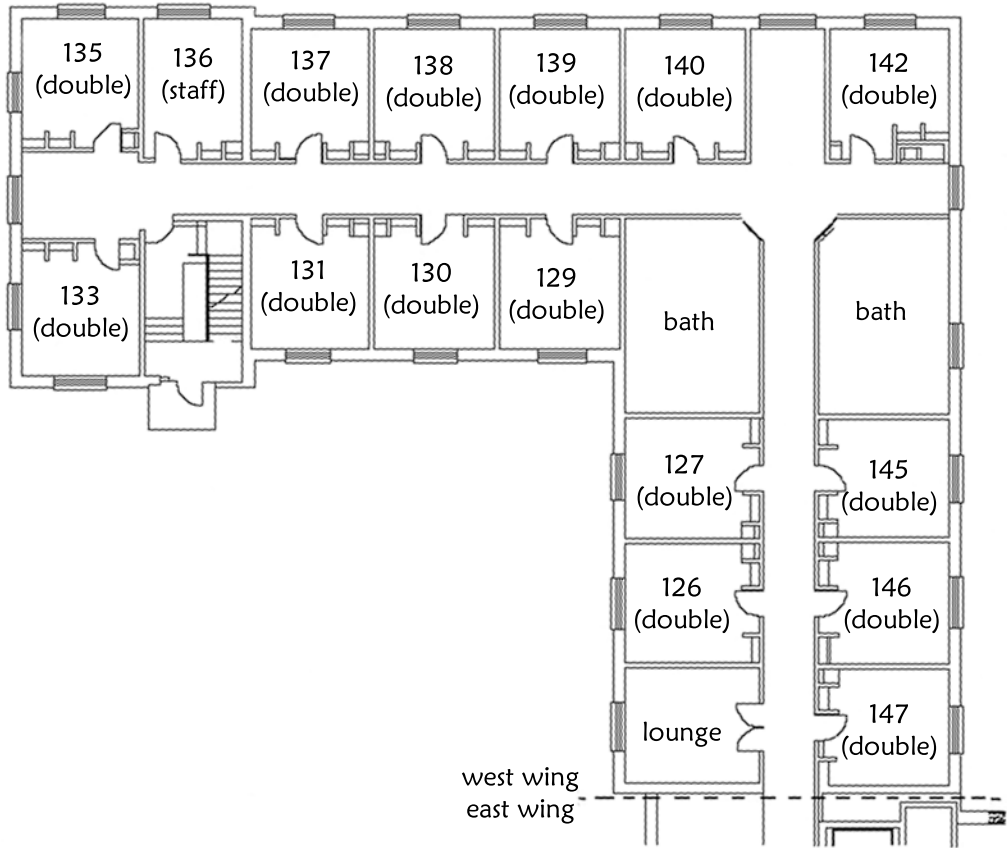 135
(double)
136
(staff)
137
(double)
138
(double)
139
(double)
140
(double)
142
(double)
133
(double)
131
(double)
130
(double)
129
(double)
bath
bath
127
(double)
145
(double)
126
(double)
146
(double)
lounge
147
(double)
west wing
east wing